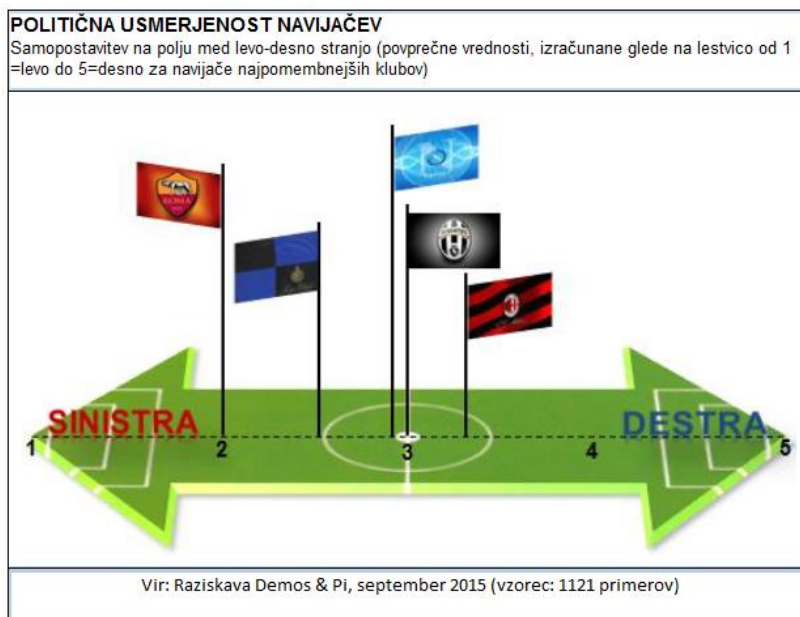 POLITIČNA USMERJENOST NAVIJAČEV
Samopostavitev na polju med levo-desno stranjo (povprečne vrednosti, izračunane glede na lestvico od 1
=levo do 5=desno za navijače najpomembnejših klubov)
ROMA
N
SINISTRA
DESTRA
1 2 3 4 5
Vir: Raziskava Demos & Pi, september 2015 (vzorec: 1121 primerov)